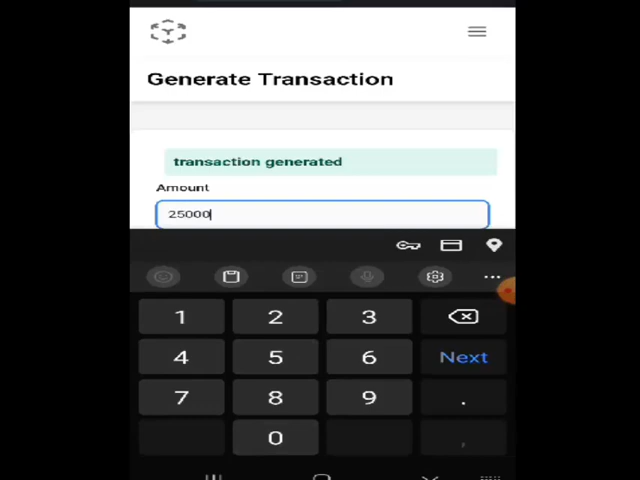 Generate Transaction
transaction generated
Amount
25000
1 2 3
4 5 6 Next
7 8 9 .
0 ,